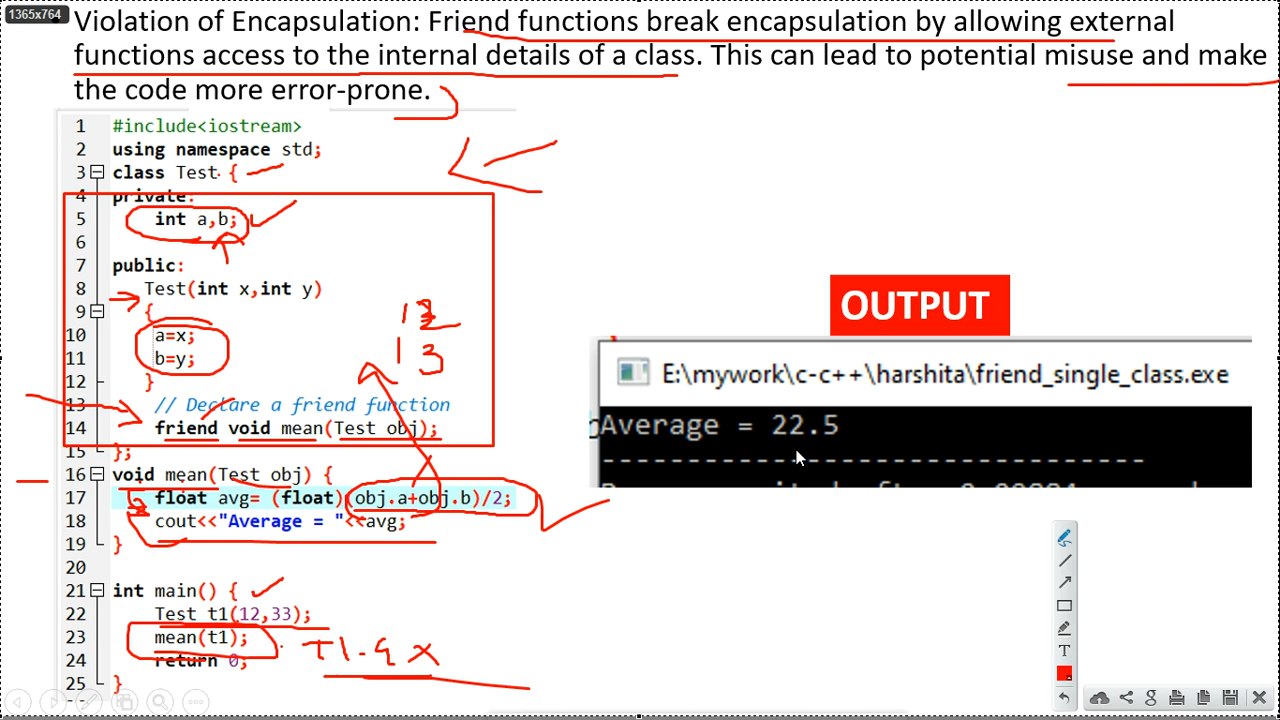 1365x764
Violation of Encapsulation: Friend functions break encapsulation by allowing external
functions access to the internal details of a class. This can lead to potential misuse and make
the code more error-prone.
1 #include<iostream>
2 using namespace std;
3 class Test {
4 private:
5 int a,b;
6
7 public:
8 Test(int x,int y)
9 {
10 a=x;
11 b=y;
12 }
13 // Declare a friend function
14 friend void mean(Test obj);
15 };
16 void mean(Test obj) {
17 float avg= (float)(obj.a+obj.b)/2;
18 cout<<"Average = "<<avg;
19 }
20
21 int main() {
22 Test t1(12,33);
23 mean(t1);
24 return 0;
25 }
13
OUTPUT
E:\mywork\c-c++\harshita\friend_single_class.exe
Average = 22.5
--------------------------------